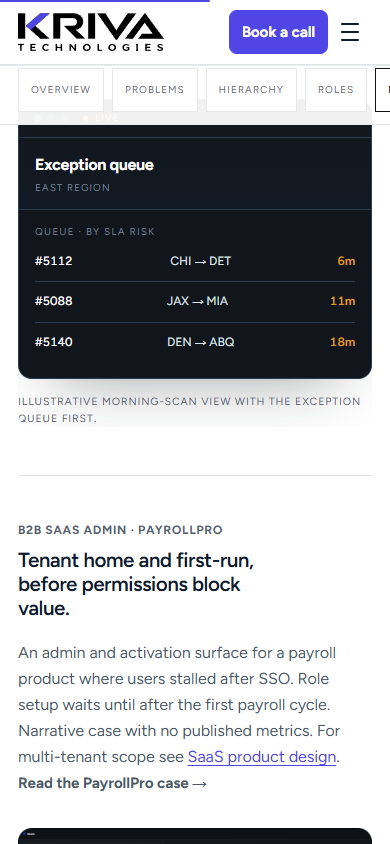 KRIVA
TECHNOLOGIES
Book a call
OVERVIEW
PROBLEMS
HIERARCHY
ROLES
LIVE
Exception queue
EAST REGION
QUEUE · BY SLA RISK
#5112 CHI → DET 6m
#5088 JAX → MIA 11m
#5140 DEN → ABQ 18m
ILLUSTRATIVE MORNING-SCAN VIEW WITH THE EXCEPTION
QUEUE FIRST.
B2B SAAS ADMIN · PAYROLLPRO
Tenant home and first-run,
before permissions block
value.
An admin and activation surface for a payroll
product where users stalled after SSO. Role
setup waits until after the first payroll cycle.
Narrative case with no published metrics. For
multi-tenant scope see SaaS product design.
Read the PayrollPro case →